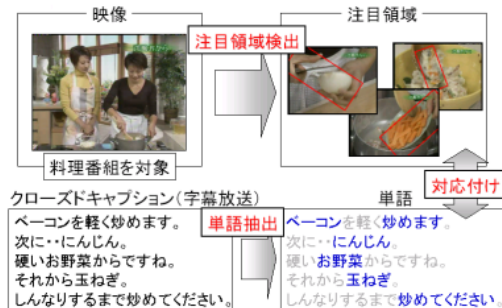 映像
注目領域
注目領域検出
料理番組を対象
対応付け
クローズドキャプション(字幕放送)
単語
単語抽出
ベーコンを軽く炒めます。
次に・・にんじん。
硬いお野菜からですね。
それから玉ねぎ。
しんなりするまで炒めてください。
ベーコンを軽く炒めます。
次に・・にんじん。
硬いお野菜からですね。
それから玉ねぎ。
しんなりするまで炒めてください。